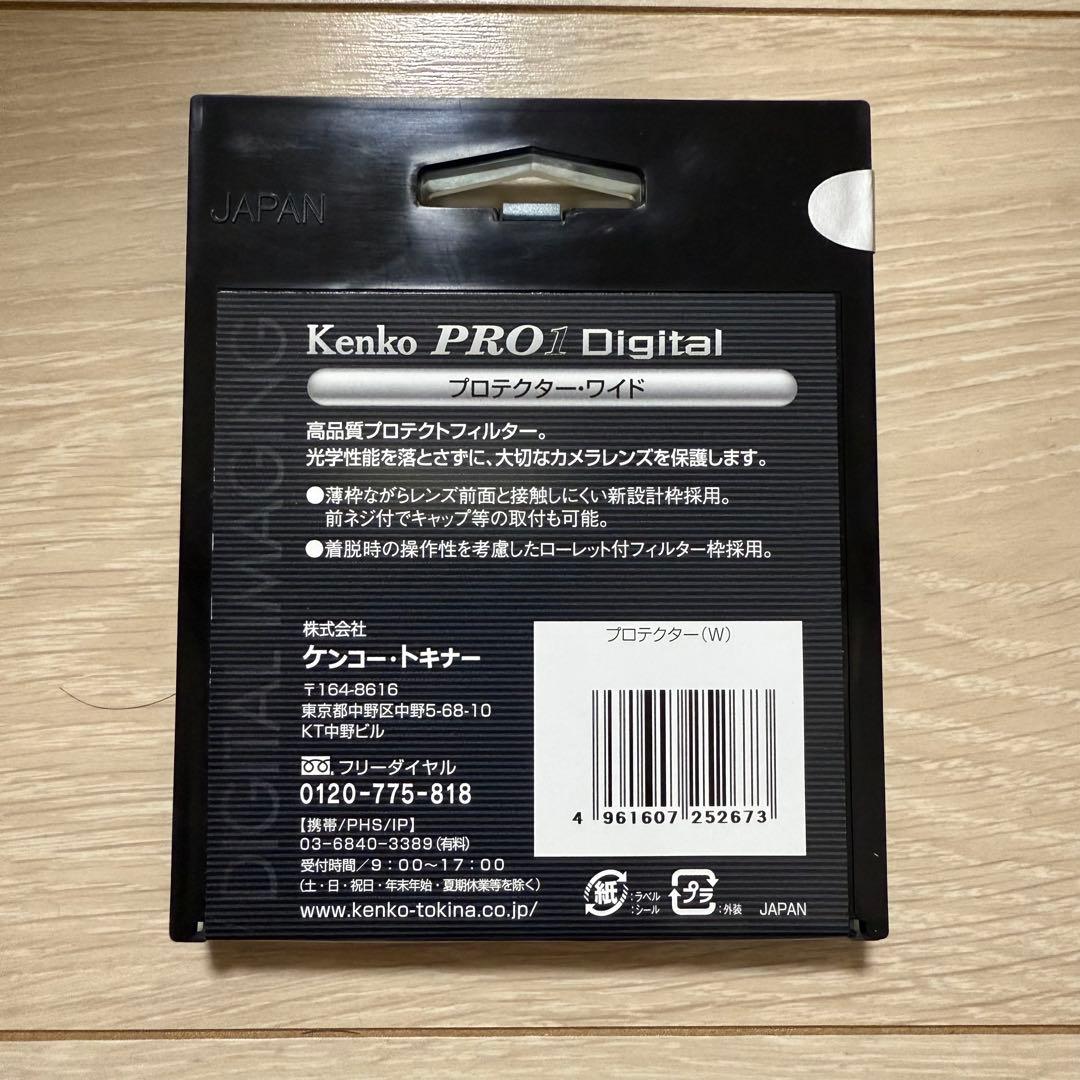 JAPAN
Kenko PRO1 Digital
プロテクター・ワイド
高品質プロテクトフィルター。
光学性能を落とさずに、大切なカメラレンズを保護します。
●薄枠ながらレンズ前面と接触しにくい新設計枠採用。
前ネジ付でキャップ等の取付も可能。
●着脱時の操作性を考慮したローレット付フィルター枠採用。
DIGITAL IMAGING
株式会社
ケンコー・トキナー
〒164-8616
東京都中野区中野5-68-10
KT中野ビル
フリーダイヤル
0120-775-818
【携帯/PHS/IP】
03-6840-3389(有料)
受付時間/9:00〜17:00
(土・日・祝日・年末年始・夏期休業等を除く)
www.kenko-tokina.co.jp/
プロテクター(W)
4 961607 252673
紙 :ラベル
:シール
プラ :外装
JAPAN